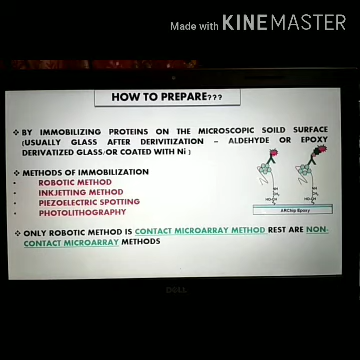 Made with KINEMASTER
HOW TO PREPARE???
BY IMMOBILIZING PROTEINS ON THE MICROSCOPIC SOILD SURFACE
(USUALLY GLASS AFTER DERIVITIZATION – ALDEHYDE OR EPOXY
DERIVATIZED GLASS/OR COATED WITH Ni )
METHODS OF IMMOBILIZATION
ROBOTIC METHOD
INKJETTING METHOD
PIEZOELECTRIC SPOTTING
PHOTOLITHOGRAPHY
ARChip Epoxy
ONLY ROBOTIC METHOD IS CONTACT MICROARRAY METHOD REST ARE NON-
CONTACT MICROARRAY METHODS
DELL